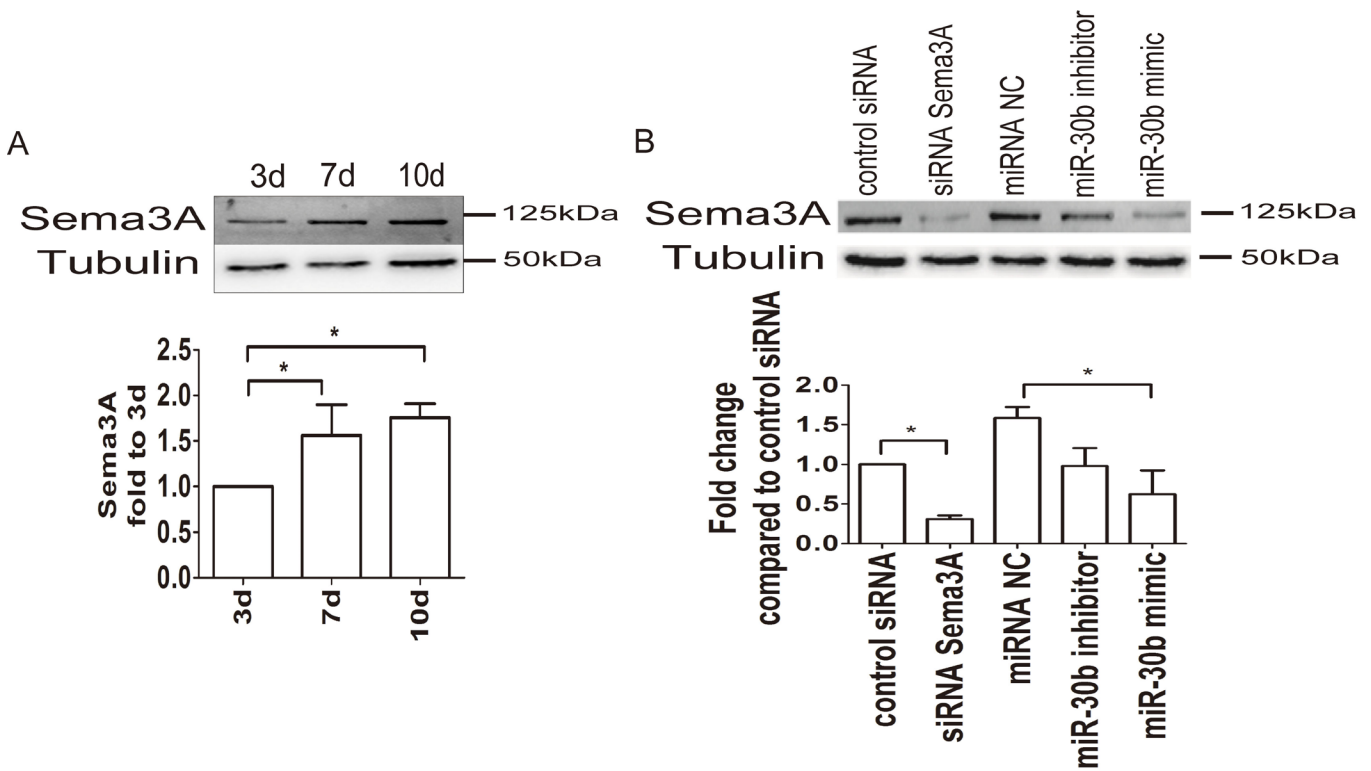 A
3d 7d 10d
Sema3A
125kDa
Tubulin
50kDa
*
*
Sema3A
fold to 3d
2.5
2.0
1.5
1.0
0.5
0.0
3d
7d
10d
B
control siRNA
siRNA Sema3A
miRNA NC
miR-30b inhibitor
miR-30b mimic
Sema3A
125kDa
Tubulin
50kDa
Fold change
compared to control siRNA
2.0
1.5
1.0
0.5
0.0
*
*
control siRNA
siRNA Sema3A
miRNA NC
miR-30b inhibitor
miR-30b mimic